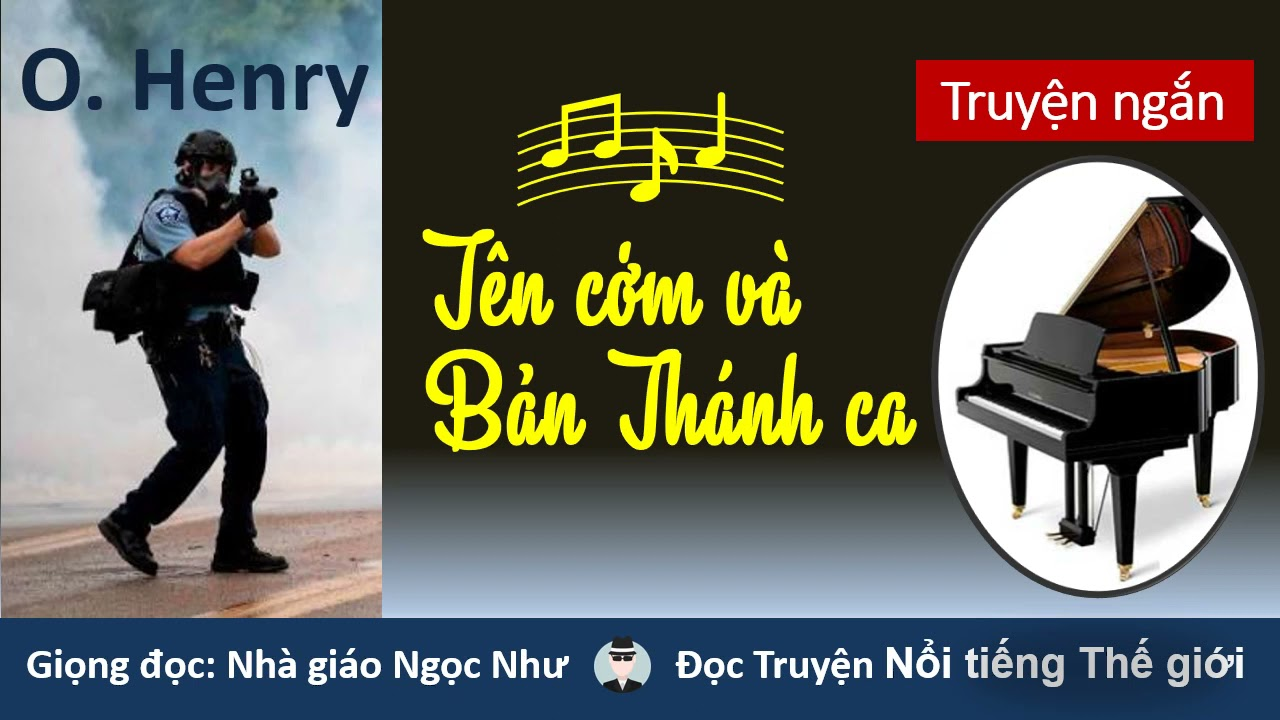 O. Henry
Truyện ngắn
Tên cớm và
Bản Thánh ca
Giọng đọc: Nhà giáo Ngọc Như
Đọc Truyện Nổi tiếng Thế giới